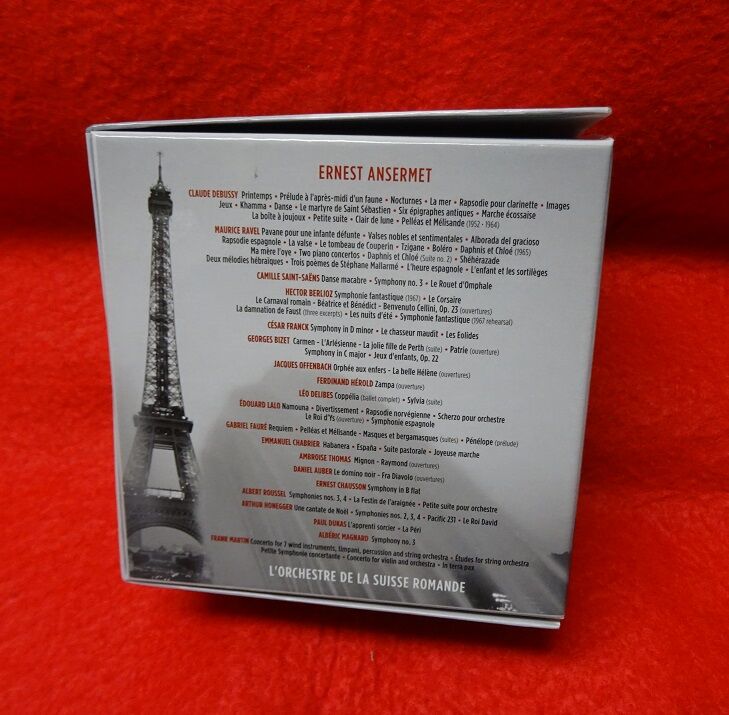 ERNEST ANSERMET
CLAUDE DEBUSSY Printemps • Prélude à l'après-midi d'un faune • Nocturnes • La mer • Rapsodie pour clarinette • Images
Jeux • Khamma • Danse • Le martyre de Saint Sébastien • Six épigraphes antiques • Marche écossaise
La boîte à joujoux • Petite suite • Clair de lune • Pelléas et Mélisande (1952 · 1964)
MAURICE RAVEL Pavane pour une infante défunte • Valses nobles et sentimentales • Alborada del gracioso
Rapsodie espagnole • La valse • Le tombeau de Couperin • Tzigane • Boléro • Daphnis et Chloé (1965)
Ma mère l'oye • Two piano concertos • Daphnis et Chloé (Suite no. 2) • Shéhérazade
Deux mélodies hébraïques • Trois poèmes de Stéphane Mallarmé • L'heure espagnole • L'enfant et les sortilèges
CAMILLE SAINT-SAËNS Danse macabre • Symphony no. 3 • Le Rouet d'Omphale
HECTOR BERLIOZ Symphonie fantastique (1967) • Le Corsaire
Le Carnaval romain - Béatrice et Bénédict - Benvenuto Cellini, Op. 23 (ouvertures)
La damnation de Faust (three excerpts) • Les nuits d'été • Symphonie fantastique (1967 rehearsal)
CÉSAR FRANCK Symphony in D minor • Le chasseur maudit • Les Eolides
GEORGES BIZET Carmen - L'Arlésienne - La jolie fille de Perth (suite) • Patrie (ouverture)
Symphony in C major • Jeux d'enfants, Op. 22
JACQUES OFFENBACH Orphée aux enfers - La belle Hélène (ouvertures)
FERDINAND HÉROLD Zampa (ouverture)
LÉO DELIBES Coppélia (ballet complet) • Sylvia (suite)
ÉDOUARD LALO Namouna • Divertissement • Rapsodie norvégienne • Scherzo pour orchestre
Le Roi d'Ys (ouverture) • Symphonie espagnole
GABRIEL FAURÉ Requiem • Pelléas et Mélisande - Masques et bergamasques (suites) • Pénélope (prélude)
EMMANUEL CHABRIER Habanera • España • Suite pastorale • Joyeuse marche
AMBROISE THOMAS Mignon - Raymond (ouvertures)
DANIEL AUBER Le domino noir - Fra Diavolo (ouvertures)
ERNEST CHAUSSON Symphony in B flat
ALBERT ROUSSEL Symphonies nos. 3, 4 • La Festin de l'araignée • Petite suite pour orchestre
ARTHUR HONEGGER Une cantate de Noël • Symphonies nos. 2, 3, 4 • Pacific 231 • Le Roi David
PAUL DUKAS L'apprenti sorcier • La Péri
ALBÉRIC MAGNARD Symphony no. 3
FRANK MARTIN Concerto for 7 wind instruments, timpani, percussion and string orchestra • Études for string orchestra
Petite Symphonie concertante • Concerto for violin and orchestra • In terra pax
L'ORCHESTRE DE LA SUISSE ROMANDE